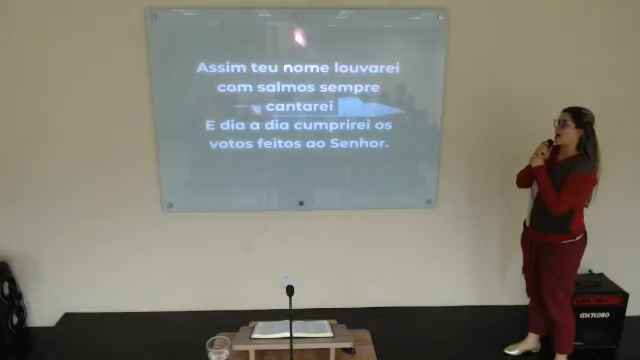 Assim teu nome louvarei
com salmos sempre
cantarei
E dia a dia cumprirei os
votos feitos ao Senhor.